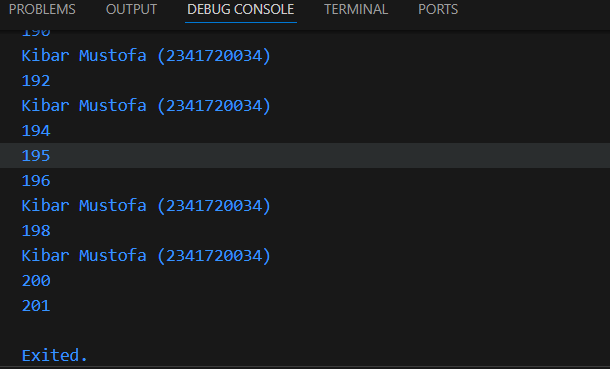 PROBLEMS OUTPUT DEBUG CONSOLE TERMINAL PORTS
190
Kibar Mustofa (2341720034)
192
Kibar Mustofa (2341720034)
194
195
196
Kibar Mustofa (2341720034)
198
Kibar Mustofa (2341720034)
200
201
Exited.